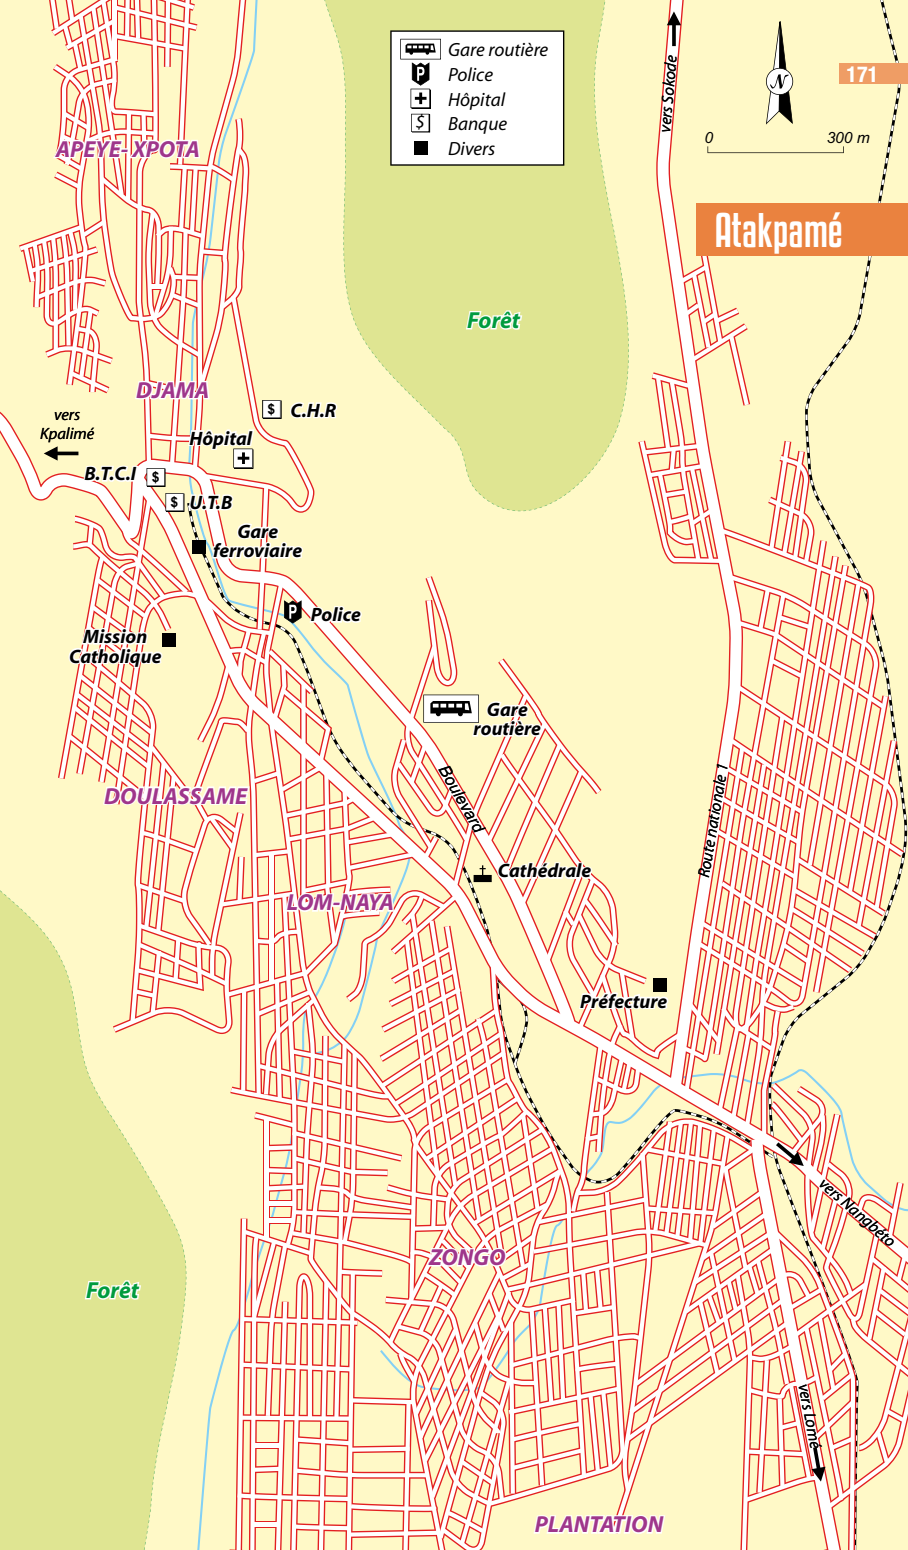 Gare routière
Police
Hôpital
Banque
Divers
vers Sokode
N
171
0 300 m
Atakpamé
APEYE-XPOTA
Forêt
DJAMA
vers
Kpalimé
$ C.H.R
Hôpital
B.T.C.I $
$ U.T.B
Gare
ferroviaire
P Police
Mission
Catholique
Gare
routière
Boulevard
Route nationale 1
DOULASSAME
Cathédrale
LOM-NAYA
Préfecture
vers Nangbéto
ZONGO
Forêt
vers Lomé
PLANTATION